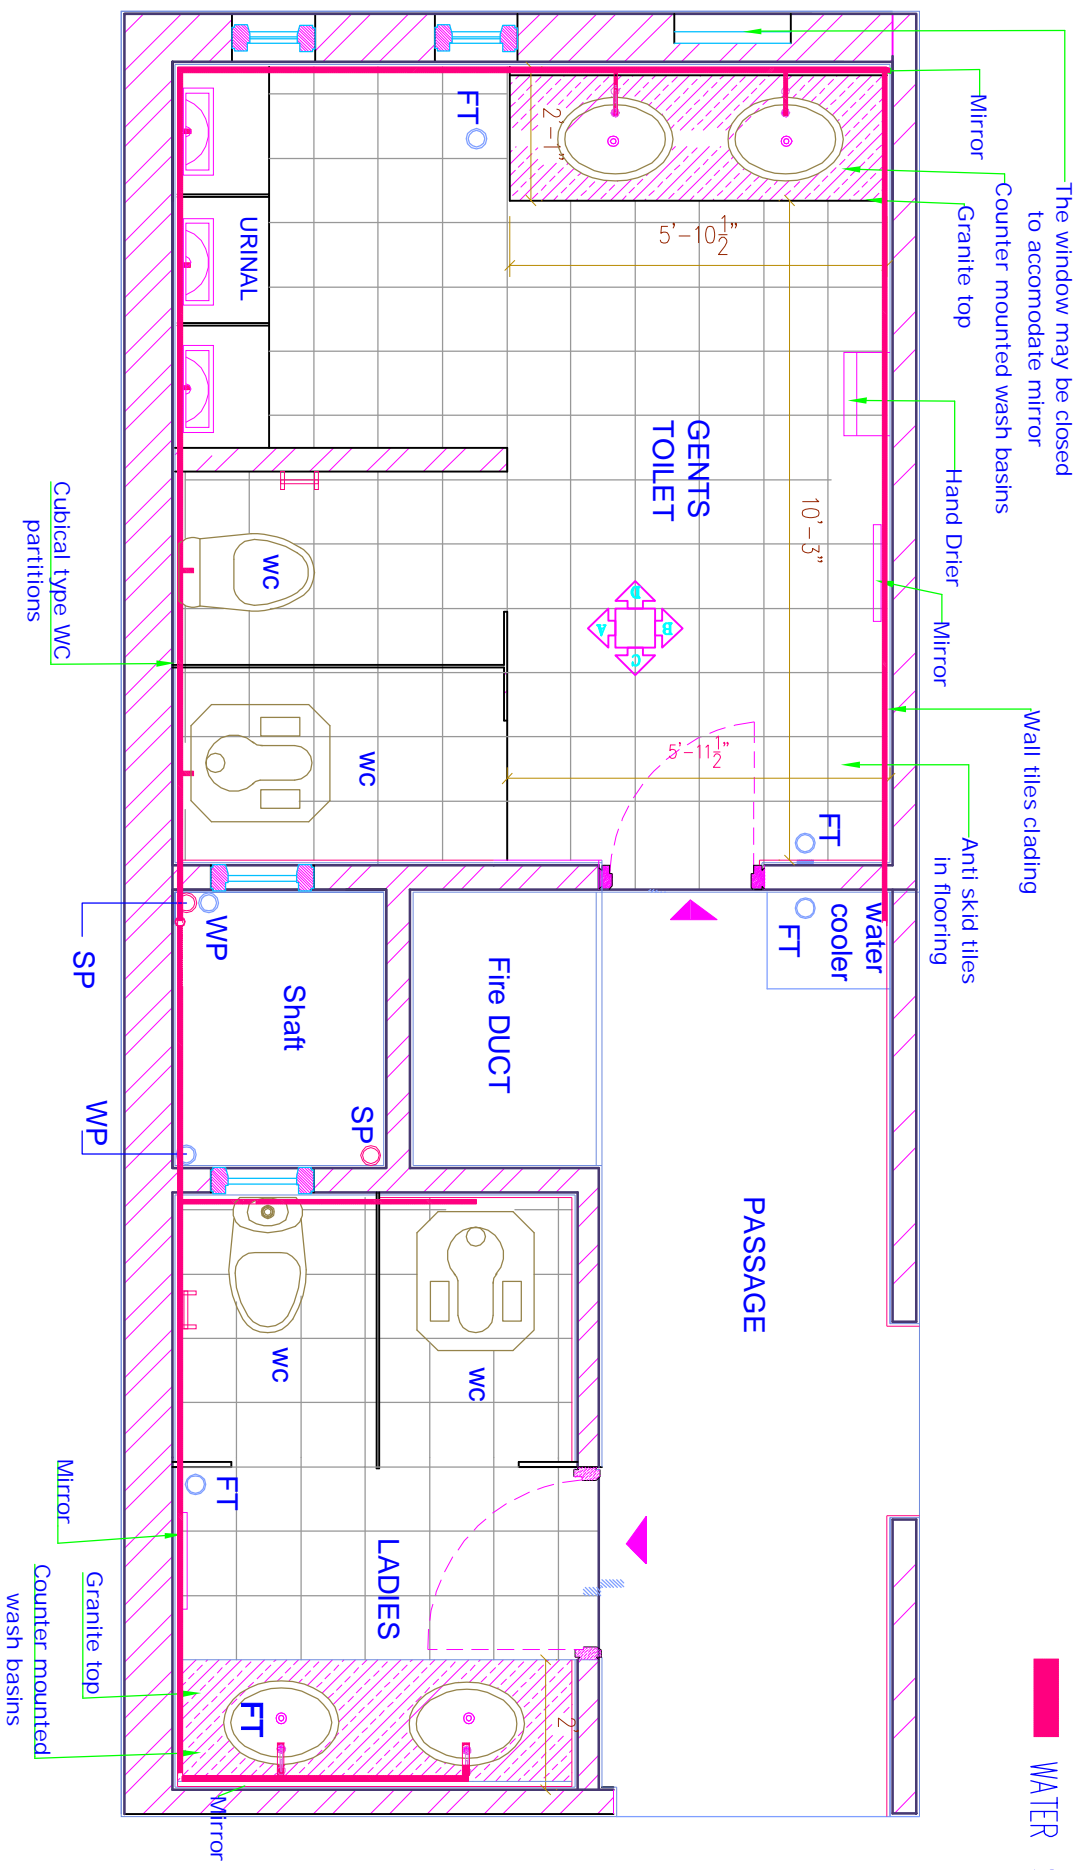 The window may be closed
to accomodate mirror
Mirror
Counter mounted wash basins
Granite top
Hand Drier
Mirror
Wall tiles clading
Anti skid tiles
in flooring
FT
2'-1"
5'-10½"
URINAL
GENTS
TOILET
10'-3"
D
A
B
C
wc
wc
5'-11½"
FT
Cubical type WC
partitions
water
cooler
FT
WP
SP
Shaft
Fire DUCT
WP
SP
PASSAGE
wc
wc
FT
LADIES
FT
2'
Mirror
Granite top
Counter mounted
wash basins
Mirror
WATER